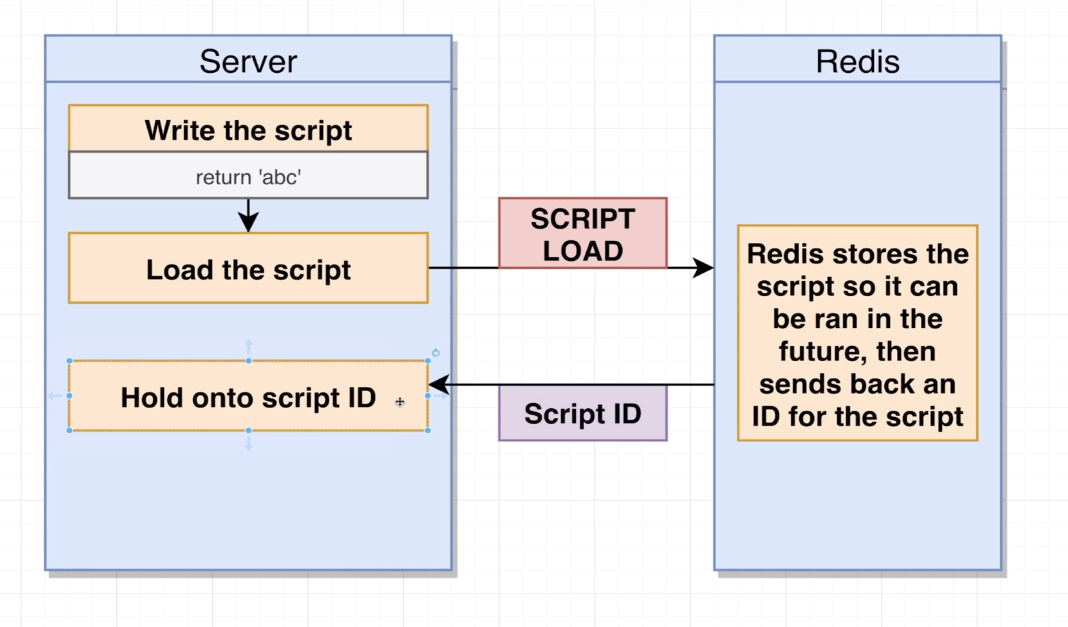 Server
Write the script
return 'abc'
Load the script
Hold onto script ID
SCRIPT
LOAD
Script ID
Redis
Redis stores the
script so it can
be ran in the
future, then
sends back an
ID for the script